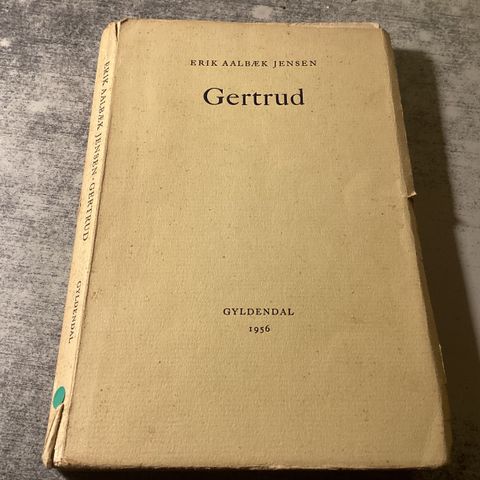 ERIK AALBÆK JENSEN
Gertrud
GYLDENDAL
1956
ERIK AALBÆK JENSEN · GERTRUD
GYLDENDAL